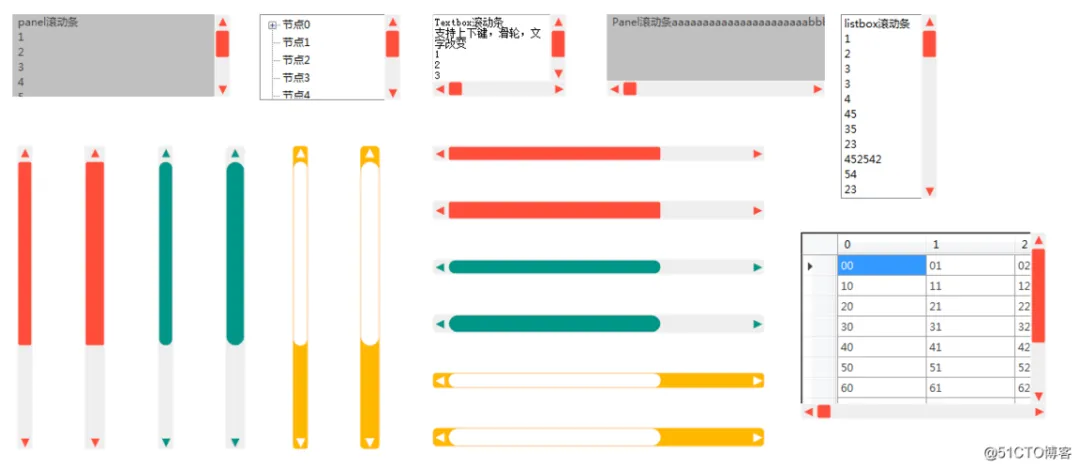 panel滚动条
1
2
3
4
节点0
节点1
节点2
节点3
节点4
Textbox滚动条
支持上下键，滑轮，文
字改变
1
2
3
Panel滚动条aaaaaaaaaaaaaaaaaaaaaaabbb
listbox滚动条
1
2
3
3
4
45
35
23
452542
54
23
0 1 2
00 01 02
10 11 12
20 21 22
30 31 32
40 41 42
50 51 52
60 61 62
@51CTO博客